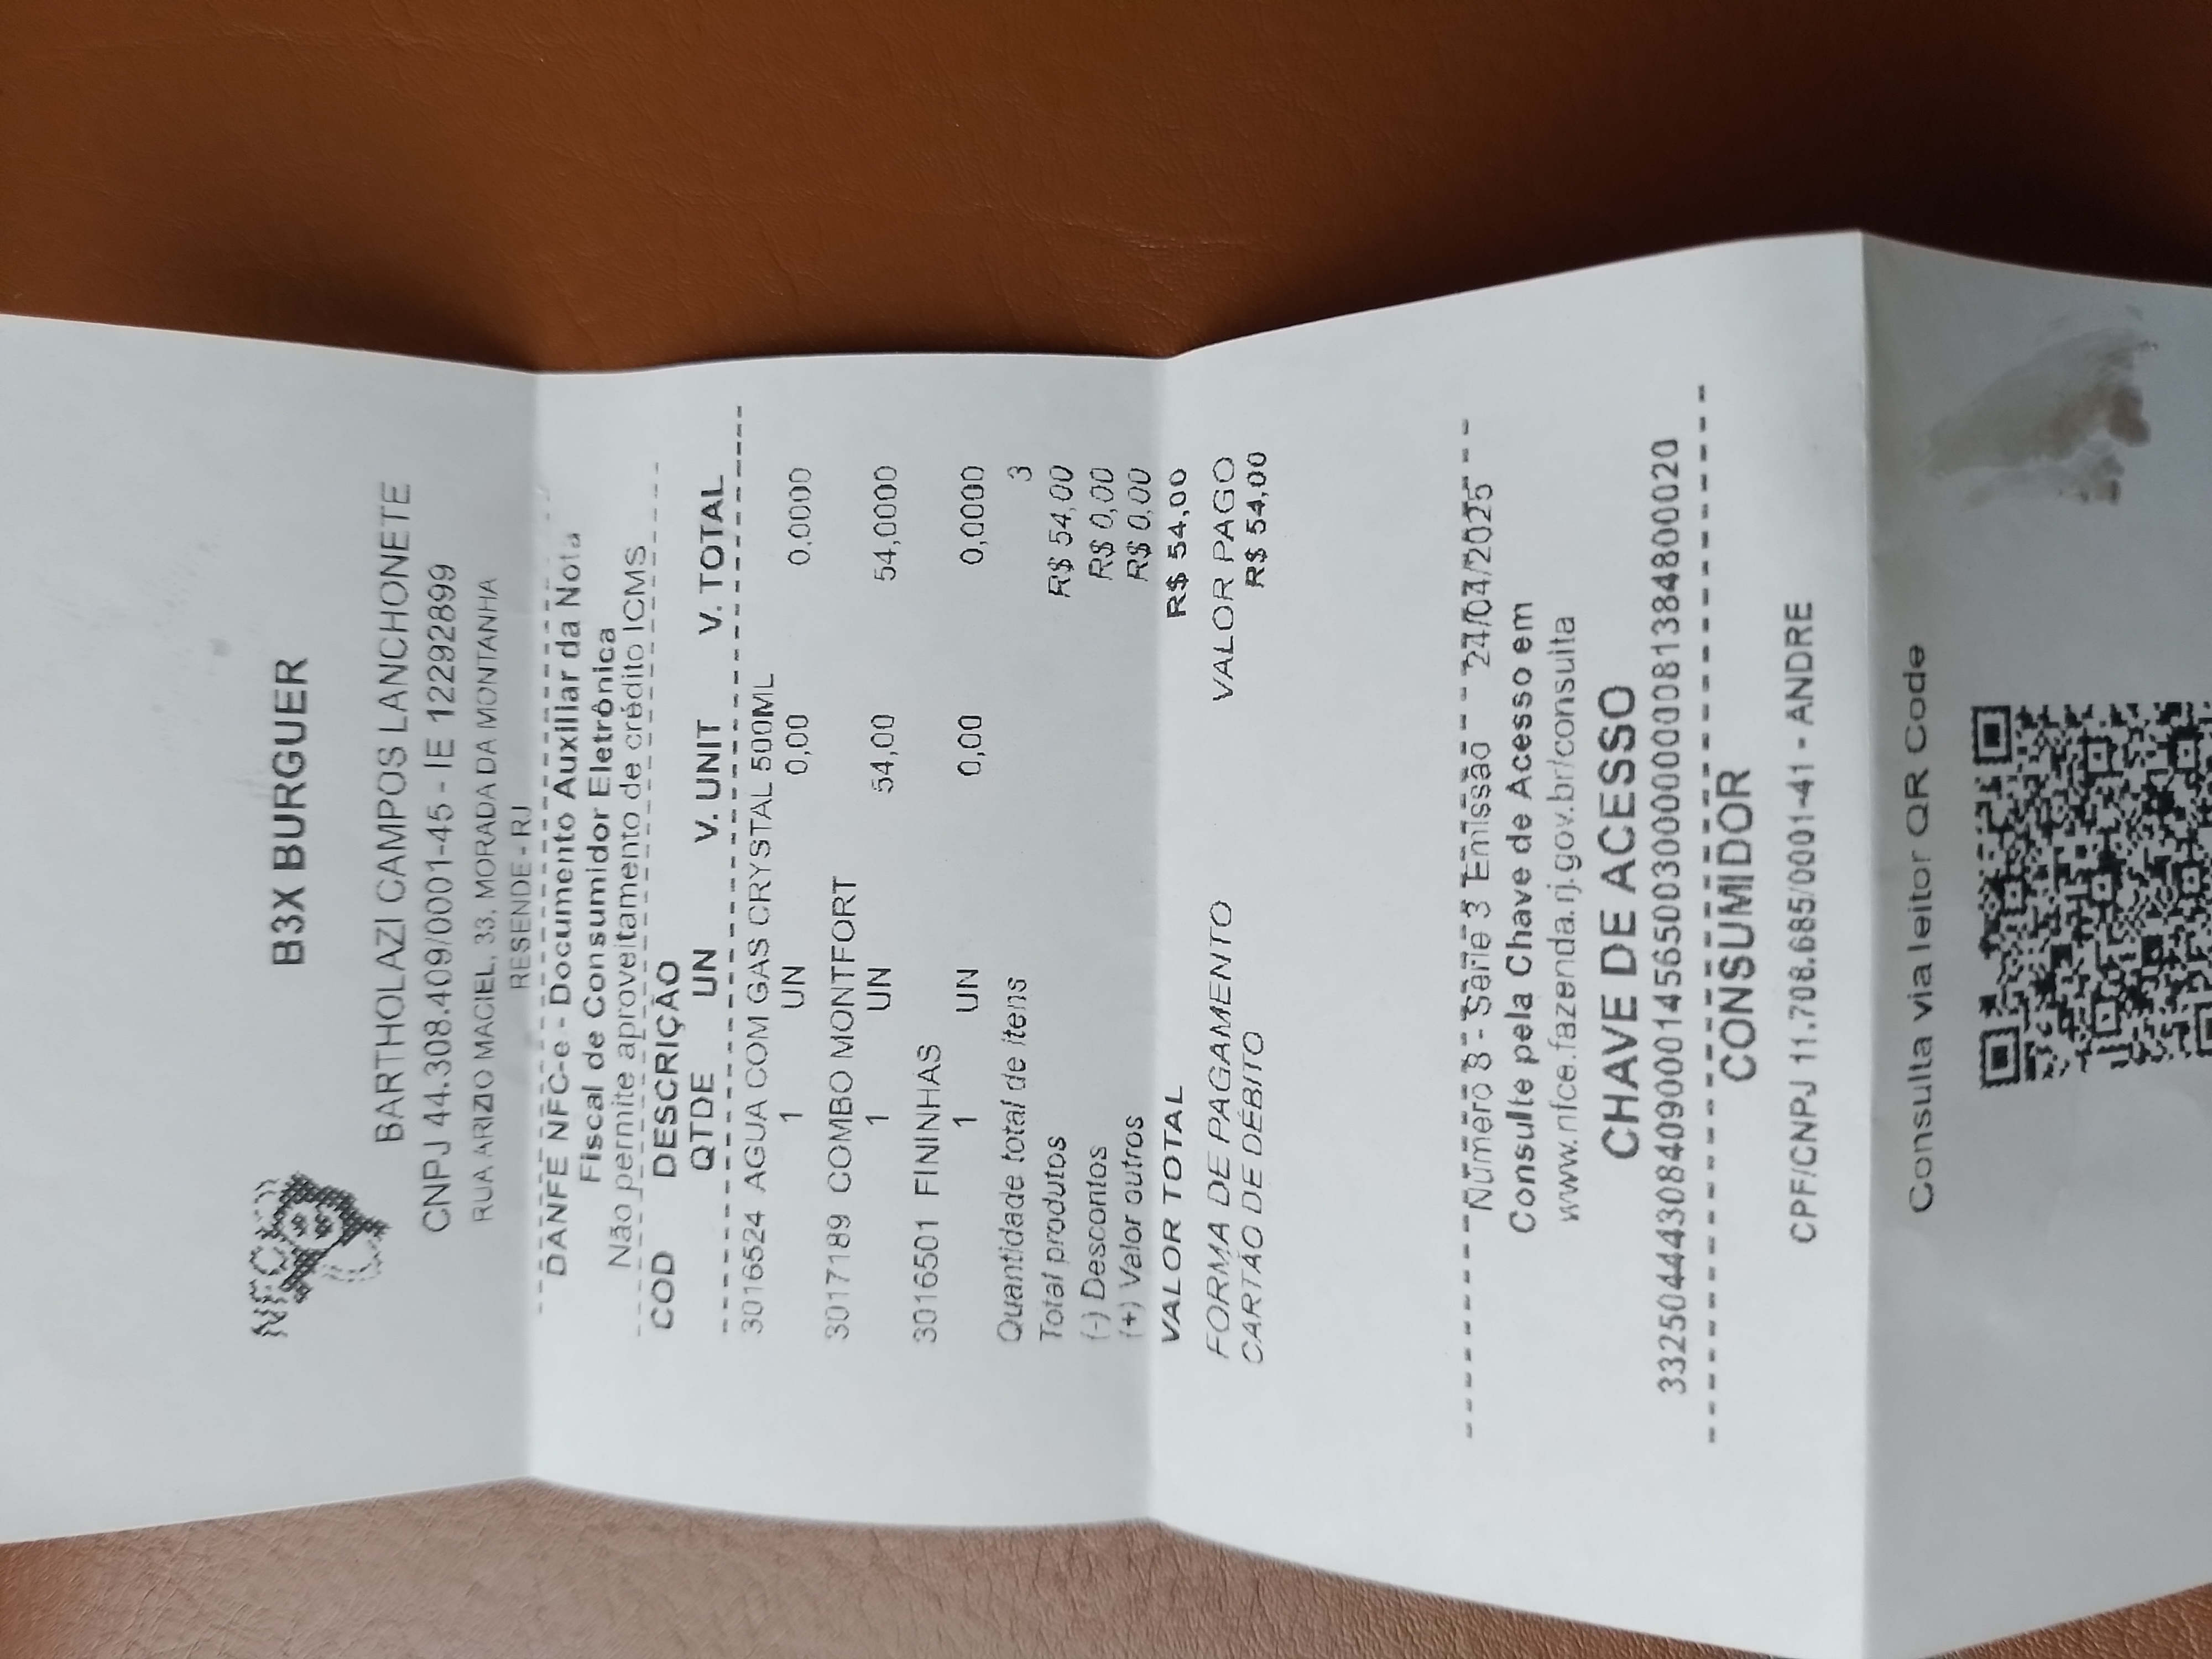 NFC-e
B3X BURGUER
BARTHOLAZI CAMPOS LANCHONETE
CNPJ 44.308.409/0001-45 - IE 12292899
RUA ARIZIO MACIEL, 33, MORADA DA MONTANHA
RESENDE - RJ
DANFE NFC-e - Documento Auxiliar da Nota
Fiscal de Consumidor Eletrônica
Não permite aproveitamento de crédito ICMS
COD DESCRIÇÃO
QTDE UN V. UNIT V. TOTAL
3016524 AGUA COM GAS CRYSTAL 500ML
1 UN 0,00 0,0000
3017189 COMBO MONTFORT
1 UN 54,00 54,0000
3016501 FININHAS
1 UN 0,00 0,0000
Quantidade total de itens 3
Total produtos R$ 54,00
(-) Descontos R$ 0,00
(+) Valor outros R$ 0,00
VALOR TOTAL R$ 54,00
FORMA DE PAGAMENTO VALOR PAGO
CARTÃO DE DÉBITO R$ 54,00
Número 8 - Série 3 Emissão 24/04/2025
Consulte pela Chave de Acesso em
www.nfce.fazenda.rj.gov.br/consulta
CHAVE DE ACESSO
33250444308409000145650030000000081384800020
CONSUMIDOR
CPF/CNPJ 11.708.685/0001-41 - ANDRE
Consulta via leitor QR Code